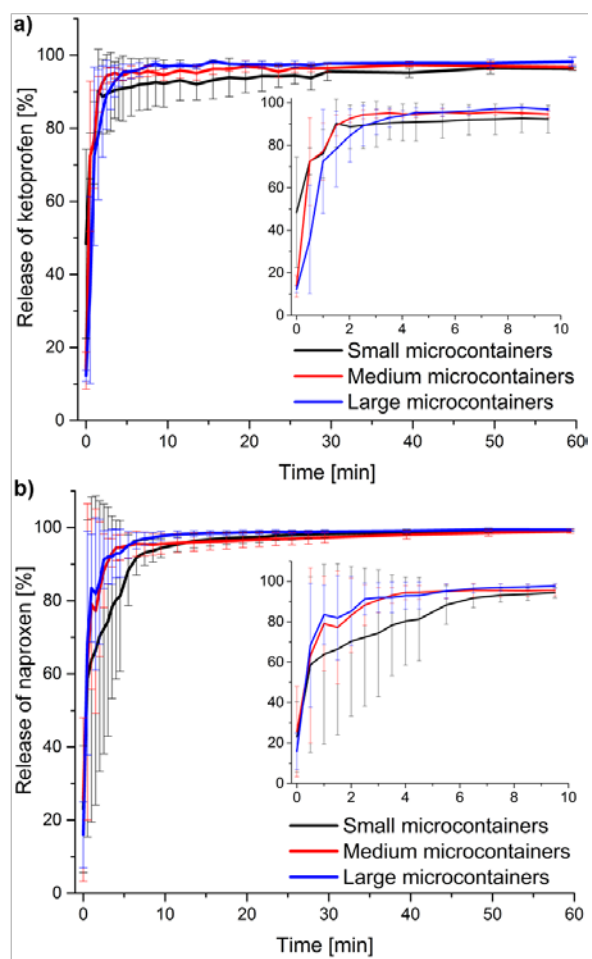 a)
Release of ketoprofen [%]
100
80
60
40
20
0
100
80
60
40
20
0
0 2 4 6 8 10
Small microcontainers
Medium microcontainers
Large microcontainers
0 10 20 30 40 50 60
Time [min]
b)
Release of naproxen [%]
100
80
60
40
20
0
100
80
60
40
20
0
0 2 4 6 8 10
Small microcontainers
Medium microcontainers
Large microcontainers
0 10 20 30 40 50 60
Time [min]